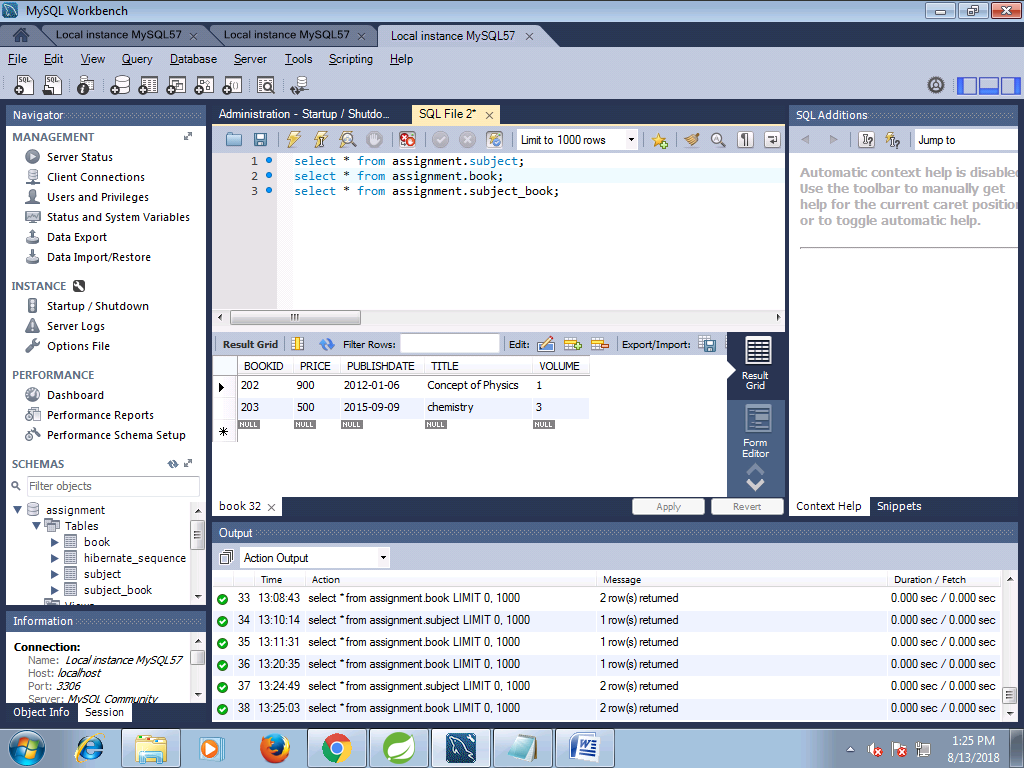 MySQL Workbench
Local instance MySQL57 Local instance MySQL57 Local instance MySQL57
File Edit View Query Database Server Tools Scripting Help
Navigator
MANAGEMENT
Server Status
Client Connections
Users and Privileges
Status and System Variables
Data Export
Data Import/Restore
INSTANCE
Startup / Shutdown
Server Logs
Options File
PERFORMANCE
Dashboard
Performance Reports
Performance Schema Setup
SCHEMAS
Filter objects
assignment
Tables
book
hibernate_sequence
subject
subject_book
Views
Information
Connection:
Name: Local instance MySQL57
Host: localhost
Port: 3306
Server: MySQL Community
Object Info Session
Administration - Startup / Shutdo... SQL File 2*
Limit to 1000 rows
1 select * from assignment.subject;
2 select * from assignment.book;
3 select * from assignment.subject_book;
Result Grid Filter Rows: Edit: Export/Import:
BOOKID PRICE PUBLISHDATE TITLE VOLUME
202 900 2012-01-06 Concept of Physics 1
203 500 2015-09-09 chemistry 3
NULL NULL NULL NULL NULL
Result
Grid
Form
Editor
book 32
Apply Revert
SQL Additions
Jump to
Automatic context help is disabled
Use the toolbar to manually get
help for the current caret position
or to toggle automatic help.
Context Help Snippets
Output
Action Output
Time Action Message Duration / Fetch
33 13:08:43 select * from assignment.book LIMIT 0, 1000 2 row(s) returned 0.000 sec / 0.000 sec
34 13:10:14 select * from assignment.subject LIMIT 0, 1000 1 row(s) returned 0.000 sec / 0.000 sec
35 13:11:31 select * from assignment.book LIMIT 0, 1000 1 row(s) returned 0.000 sec / 0.000 sec
36 13:20:35 select * from assignment.book LIMIT 0, 1000 1 row(s) returned 0.000 sec / 0.000 sec
37 13:24:49 select * from assignment.subject LIMIT 0, 1000 2 row(s) returned 0.000 sec / 0.000 sec
38 13:25:03 select * from assignment.book LIMIT 0, 1000 2 row(s) returned 0.000 sec / 0.000 sec
1:25 PM
8/13/2018